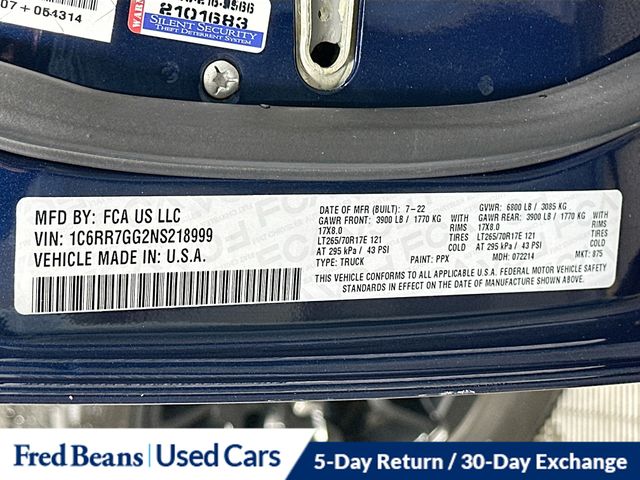 07 + 054314
2101683
SILENT SECURITY
THEFT DETERRENT SYSTEM
MFD BY: FCA US LLC
VIN: 1C6RR7GG2NS218999
VEHICLE MADE IN: U.S.A.
DATE OF MFR (BUILT): 7-22
GAWR FRONT: 3900 LB / 1770 KG
17X8.0
LT265/70R17E 121 TIRES
AT 295 kPa / 43 PSI COLD
TYPE: TRUCK PAINT: PPX
GVWR: 6800 LB / 3085 KG
GAWR REAR: 3900 LB / 1770 KG
17X8.0
LT265/70R17E 121 TIRES
AT 295 kPa / 43 PSI COLD
MDH: 072214 MKT: 875
THIS VEHICLE CONFORMS TO ALL APPLICABLE U.S.A. FEDERAL MOTOR VEHICLE SAFETY
STANDARDS IN EFFECT ON THE DATE OF MANUFACTURE SHOWN ABOVE.
Fred Beans | Used Cars
5-Day Return / 30-Day Exchange